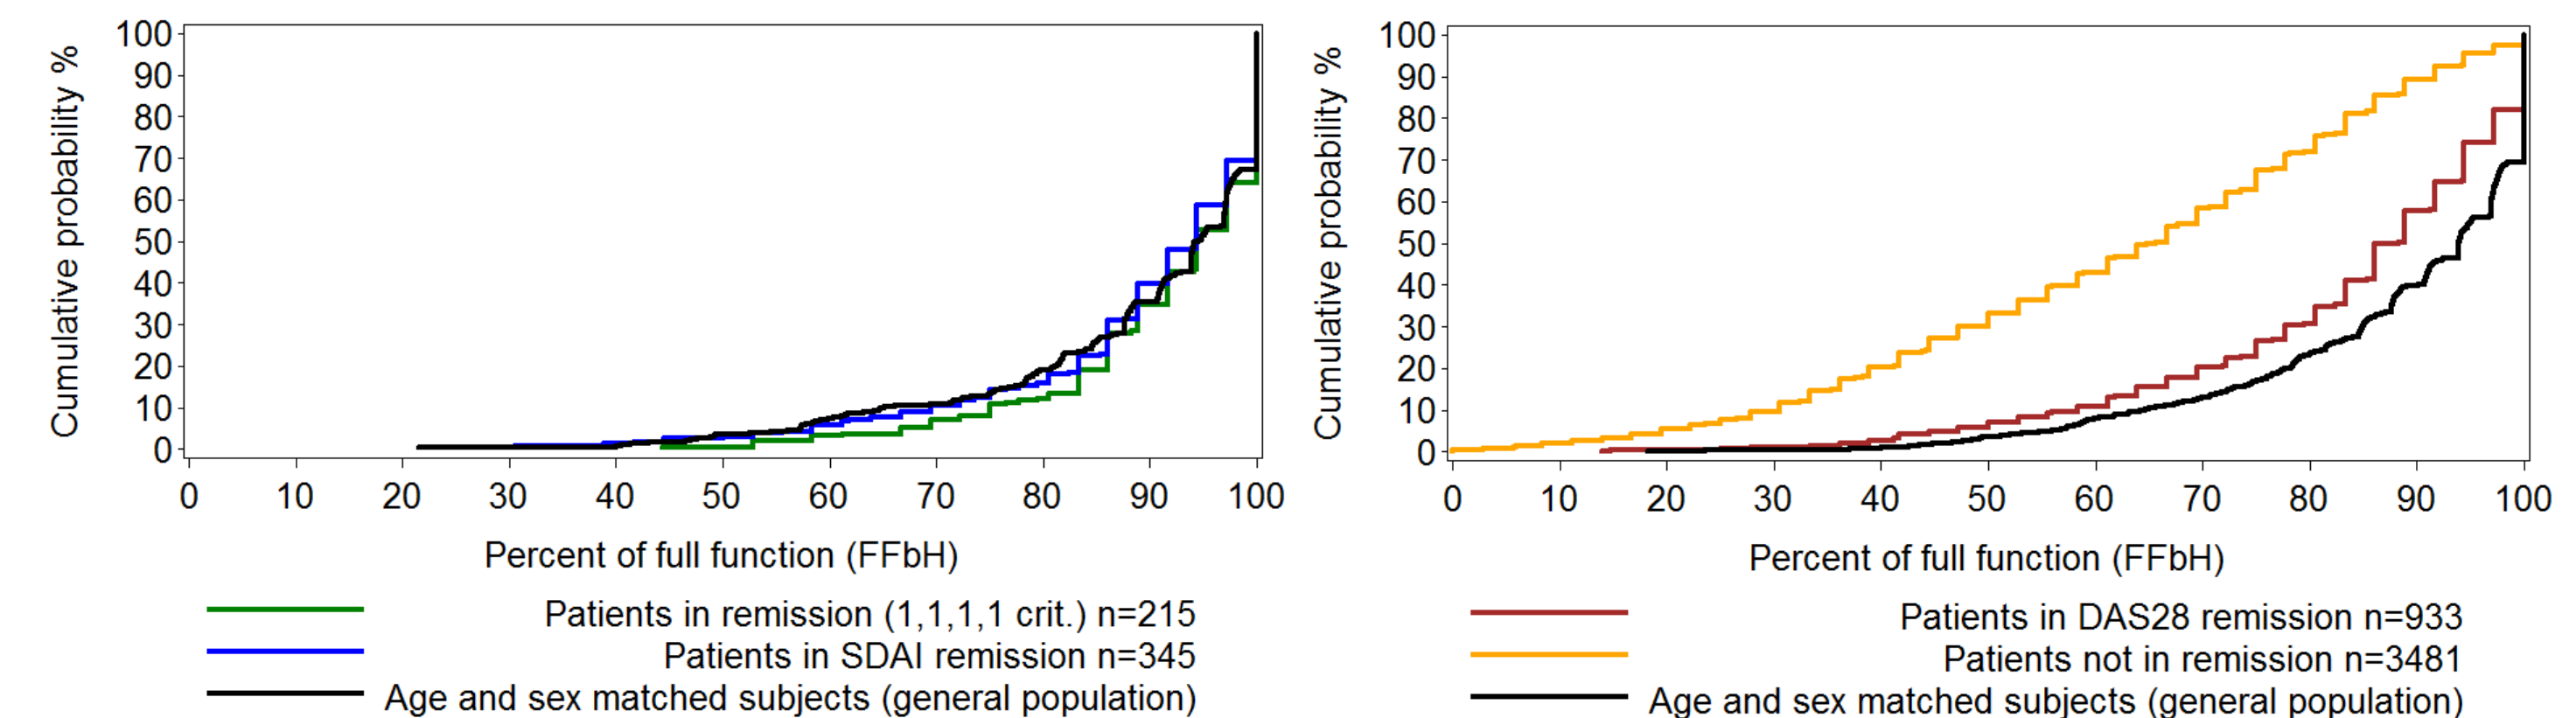 Cumulative probability %
100
90
80
70
60
50
40
30
20
10
0
0 10 20 30 40 50 60 70 80 90 100
Percent of full function (FFbH)
Patients in remission (1,1,1,1 crit.) n=215
Patients in SDAI remission n=345
Age and sex matched subjects (general population)
Cumulative probability %
100
90
80
70
60
50
40
30
20
10
0
0 10 20 30 40 50 60 70 80 90 100
Percent of full function (FFbH)
Patients in DAS28 remission n=933
Patients not in remission n=3481
Age and sex matched subjects (general population)